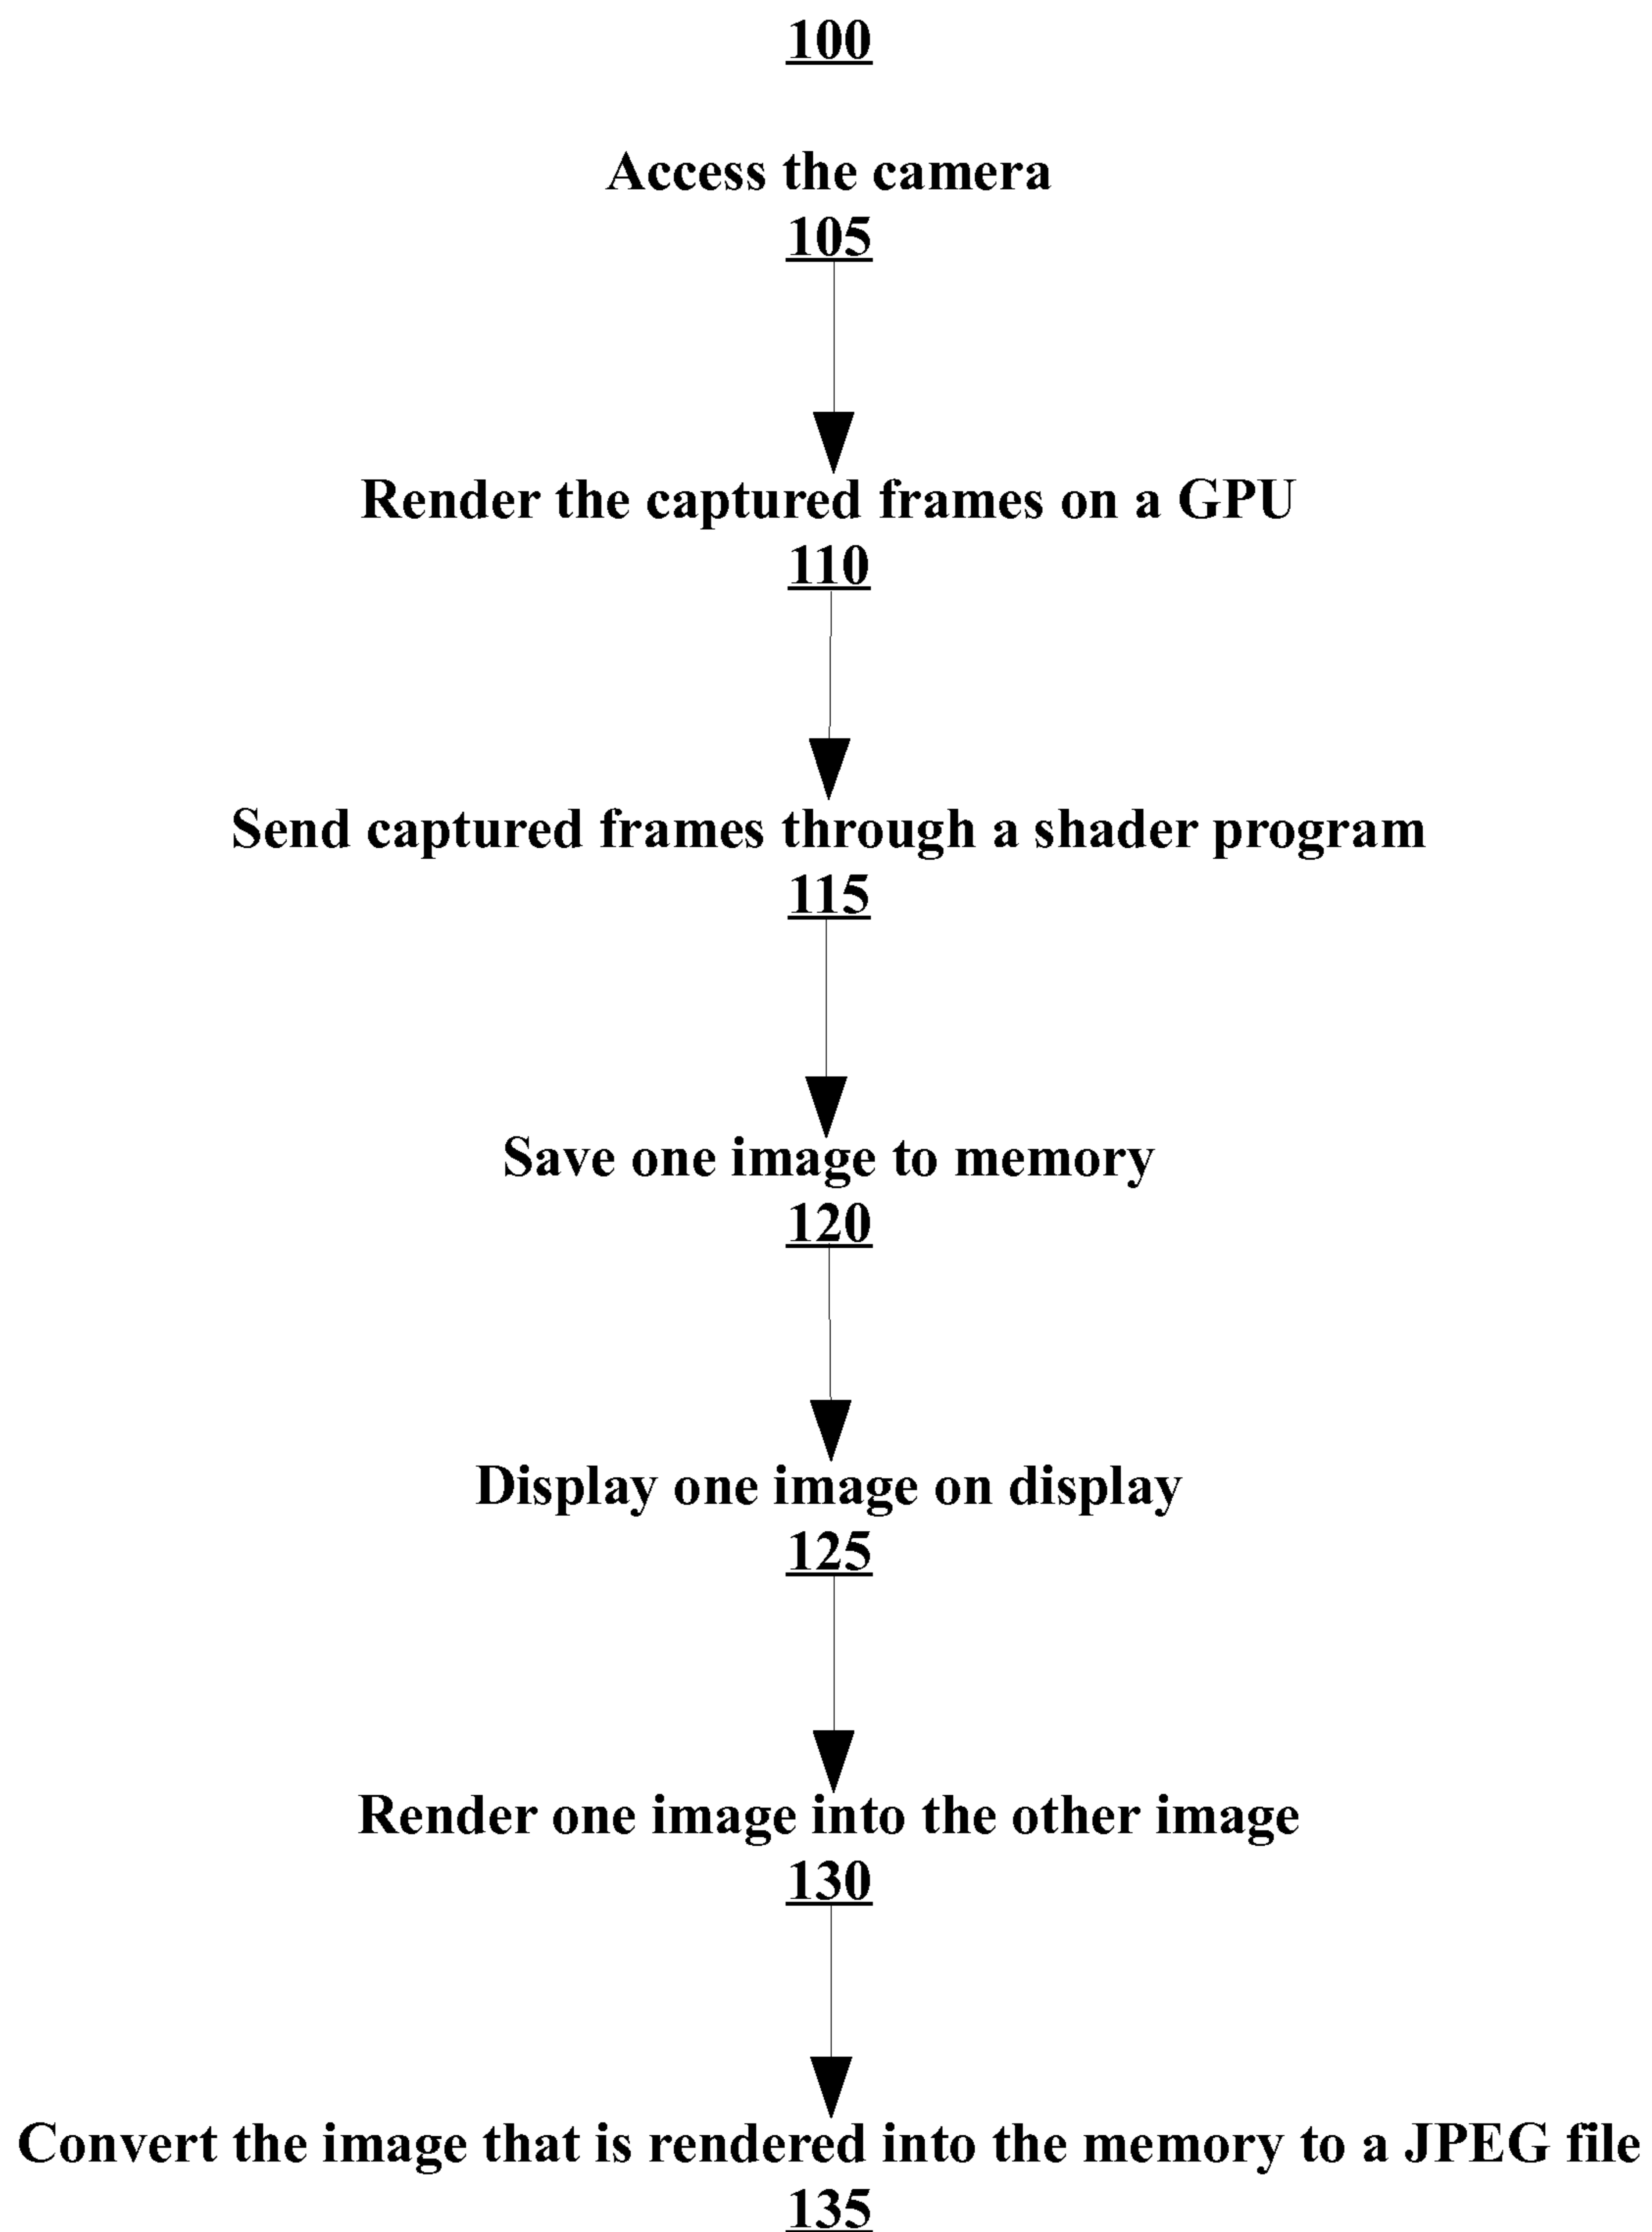 100
Access the camera
105
Render the captured frames on a GPU
110
Send captured frames through a shader program
115
Save one image to memory
120
Display one image on display
125
Render one image into the other image
130
Convert the image that is rendered into the memory to a JPEG file
135